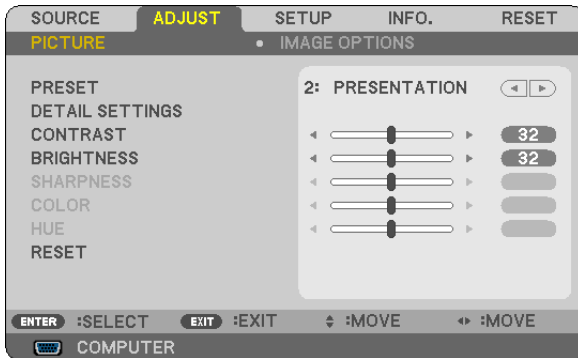 SOURCE ADJUST SETUP INFO. RESET
PICTURE • IMAGE OPTIONS
PRESET 2: PRESENTATION
DETAIL SETTINGS
CONTRAST 32
BRIGHTNESS 32
SHARPNESS
COLOR
HUE
RESET
ENTER :SELECT EXIT :EXIT :MOVE :MOVE
COMPUTER